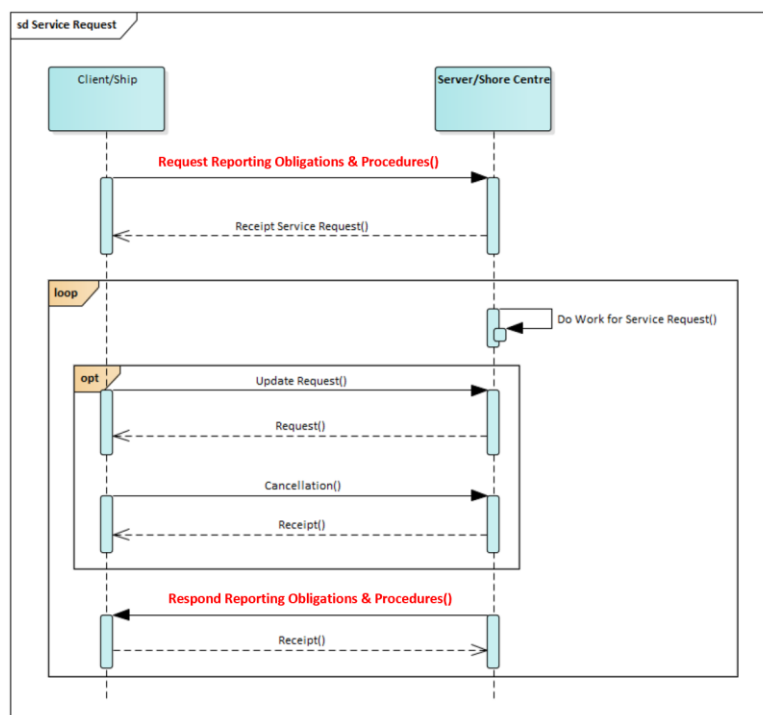 sd Service Request
Client/Ship
Server/Shore Centre
Request Reporting Obligations & Procedures()
Receipt Service Request()
loop
Do Work for Service Request()
opt
Update Request()
Request()
Cancellation()
Receipt()
Respond Reporting Obligations & Procedures()
Receipt()